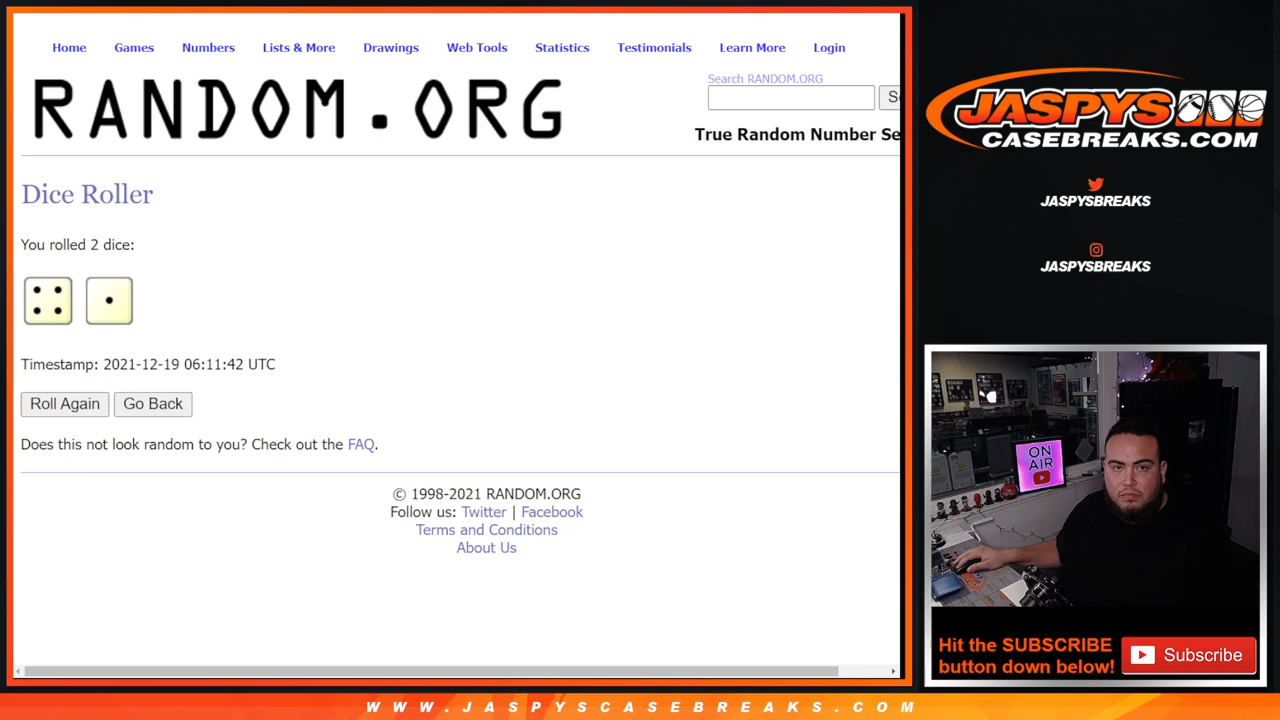 Home Games Numbers Lists & More Drawings Web Tools Statistics Testimonials Learn More Login
RANDOM.ORG
Search RANDOM.ORG
True Random Number Se
Dice Roller
You rolled 2 dice:
Timestamp: 2021-12-19 06:11:42 UTC
Roll Again Go Back
Does this not look random to you? Check out the FAQ.
© 1998-2021 RANDOM.ORG
Follow us: Twitter | Facebook
Terms and Conditions
About Us
JASPYS
CASEBREAKS.COM
JASPYSBREAKS
JASPYSBREAKS
ON
AIR
Hit the SUBSCRIBE
button down below!
Subscribe
WWW.JASPYSCASEBREAKS.COM